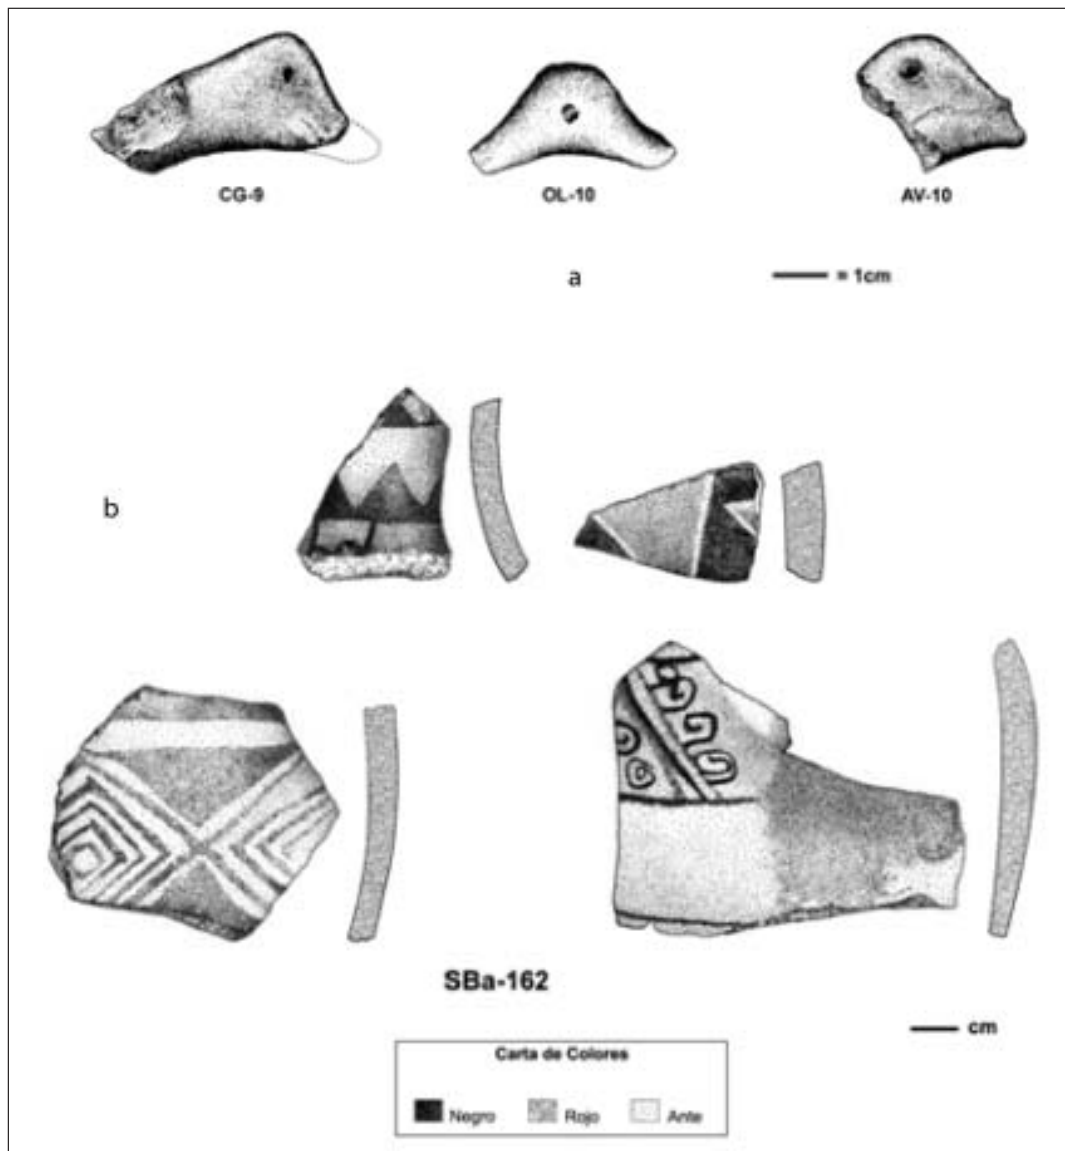 CG-9 OL-10 AV-10
a = 1cm
b
SBa-162
cm
Carta de Colores
Negro Rojo Ante